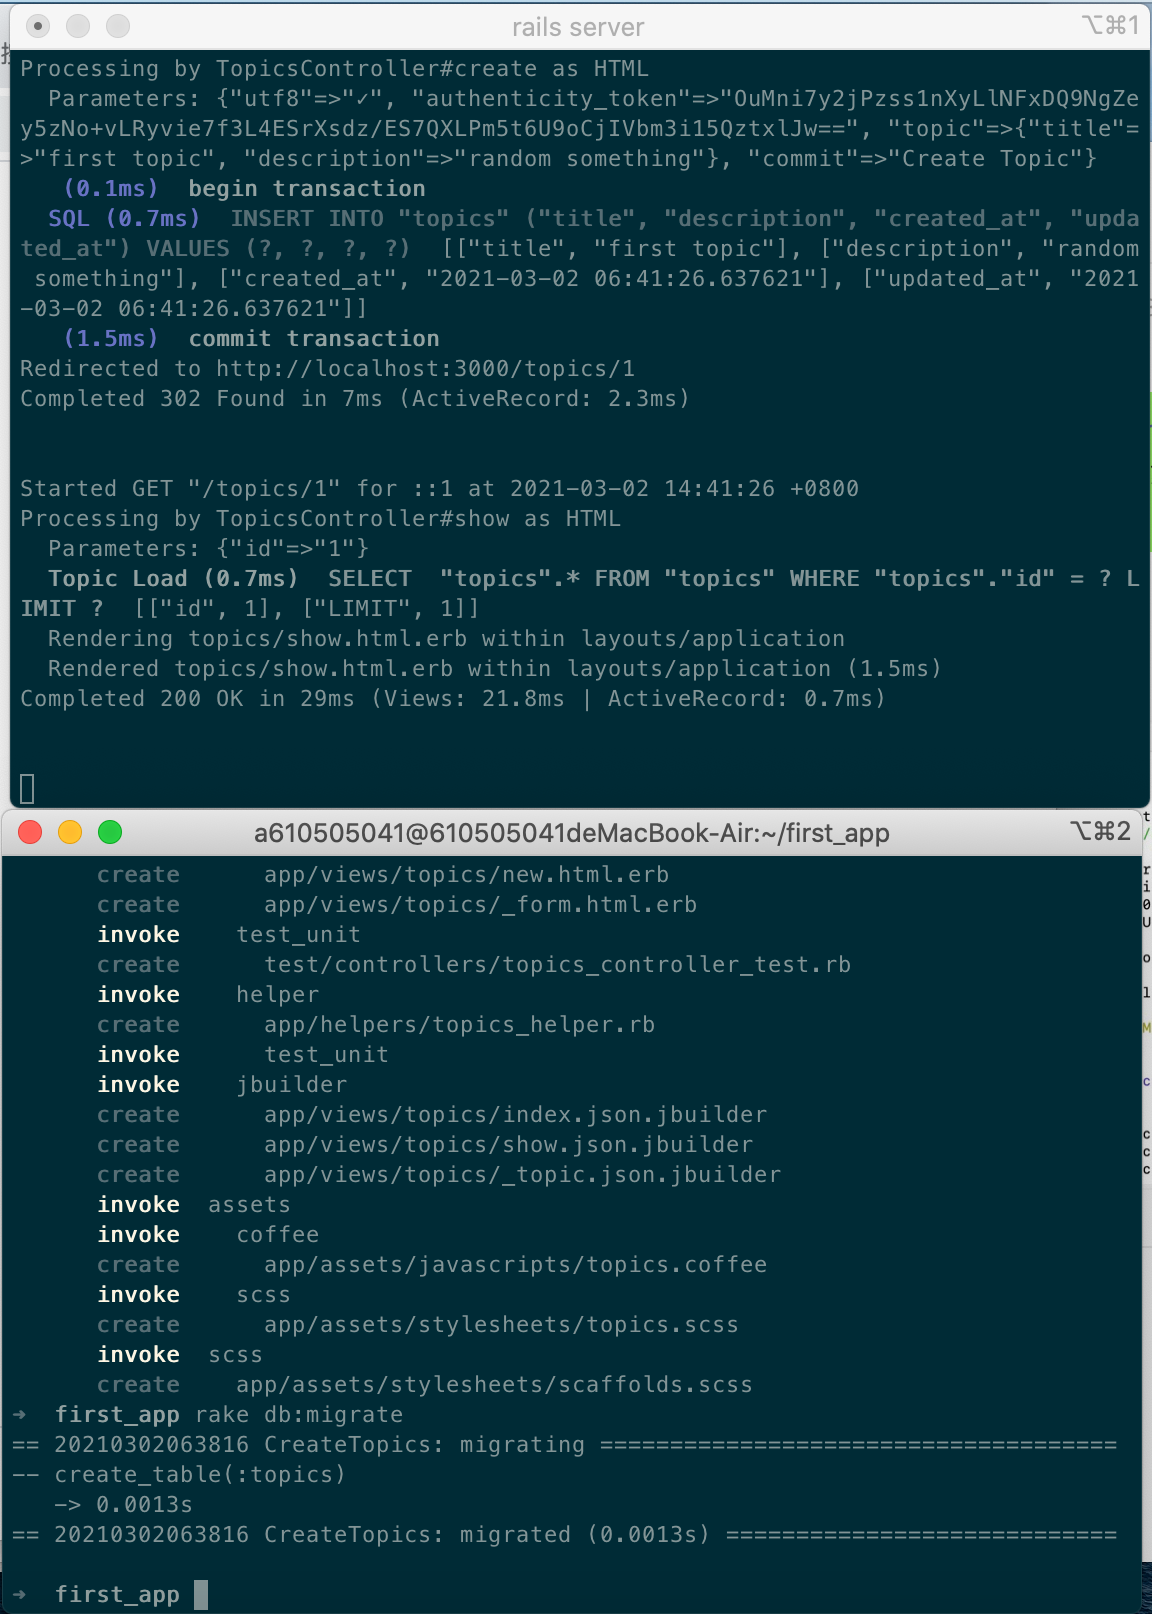 rails server
⌥⌘1
Processing by TopicsController#create as HTML
Parameters: {"utf8"=>"✓", "authenticity_token"=>"OuMni7y2jPzss1nXyLlNFxDQ9NgZe
y5zNo+vLRyvie7f3L4ESrXsdz/ES7QXLPm5t6U9oCjIVbm3i15QztxlJw==", "topic"=>{"title"=
>"first topic", "description"=>"random something"}, "commit"=>"Create Topic"}
(0.1ms)  begin transaction
SQL (0.7ms)  INSERT INTO "topics" ("title", "description", "created_at", "upda
ted_at") VALUES (?, ?, ?, ?)  [["title", "first topic"], ["description", "random
something"], ["created_at", "2021-03-02 06:41:26.637621"], ["updated_at", "2021
-03-02 06:41:26.637621"]]
(1.5ms)  commit transaction
Redirected to http://localhost:3000/topics/1
Completed 302 Found in 7ms (ActiveRecord: 2.3ms)
Started GET "/topics/1" for ::1 at 2021-03-02 14:41:26 +0800
Processing by TopicsController#show as HTML
Parameters: {"id"=>"1"}
Topic Load (0.7ms)  SELECT  "topics".* FROM "topics" WHERE "topics"."id" = ? L
IMIT ?  [["id", 1], ["LIMIT", 1]]
Rendering topics/show.html.erb within layouts/application
Rendered topics/show.html.erb within layouts/application (1.5ms)
Completed 200 OK in 29ms (Views: 21.8ms | ActiveRecord: 0.7ms)
a610505041@610505041deMacBook-Air:~/first_app
⌥⌘2
create      app/views/topics/new.html.erb
create      app/views/topics/_form.html.erb
invoke    test_unit
create      test/controllers/topics_controller_test.rb
invoke    helper
create      app/helpers/topics_helper.rb
invoke      test_unit
invoke    jbuilder
create      app/views/topics/index.json.jbuilder
create      app/views/topics/show.json.jbuilder
create      app/views/topics/_topic.json.jbuilder
invoke  assets
invoke    coffee
create      app/assets/javascripts/topics.coffee
invoke    scss
create      app/assets/stylesheets/topics.scss
invoke  scss
create    app/assets/stylesheets/scaffolds.scss
➜  first_app rake db:migrate
== 20210302063816 CreateTopics: migrating =====================================
-- create_table(:topics)
-> 0.0013s
== 20210302063816 CreateTopics: migrated (0.0013s) ============================
➜  first_app